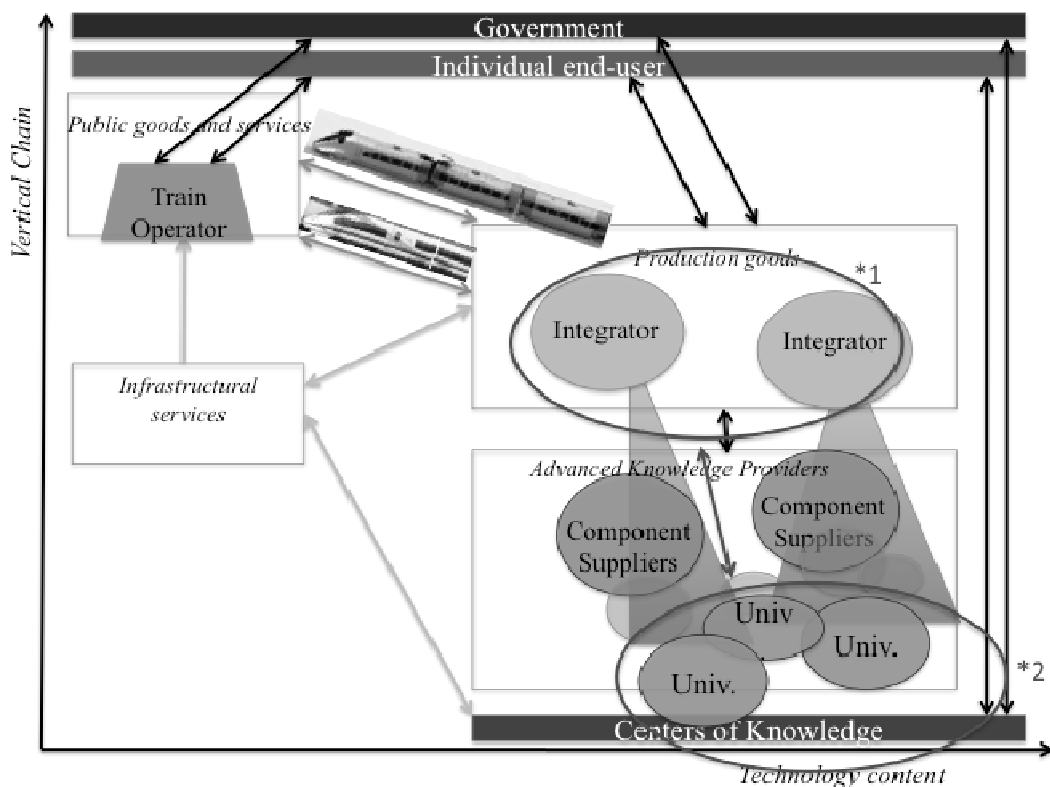 Government
Individual end-user
Vertical Chain
Public goods and services
Train
Operator
Production goods
*1
Integrator
Integrator
Infrastructural
services
Advanced Knowledge Providers
Component
Suppliers
Component
Suppliers
Univ
Univ.
Univ.
*2
Centers of Knowledge
Technology content